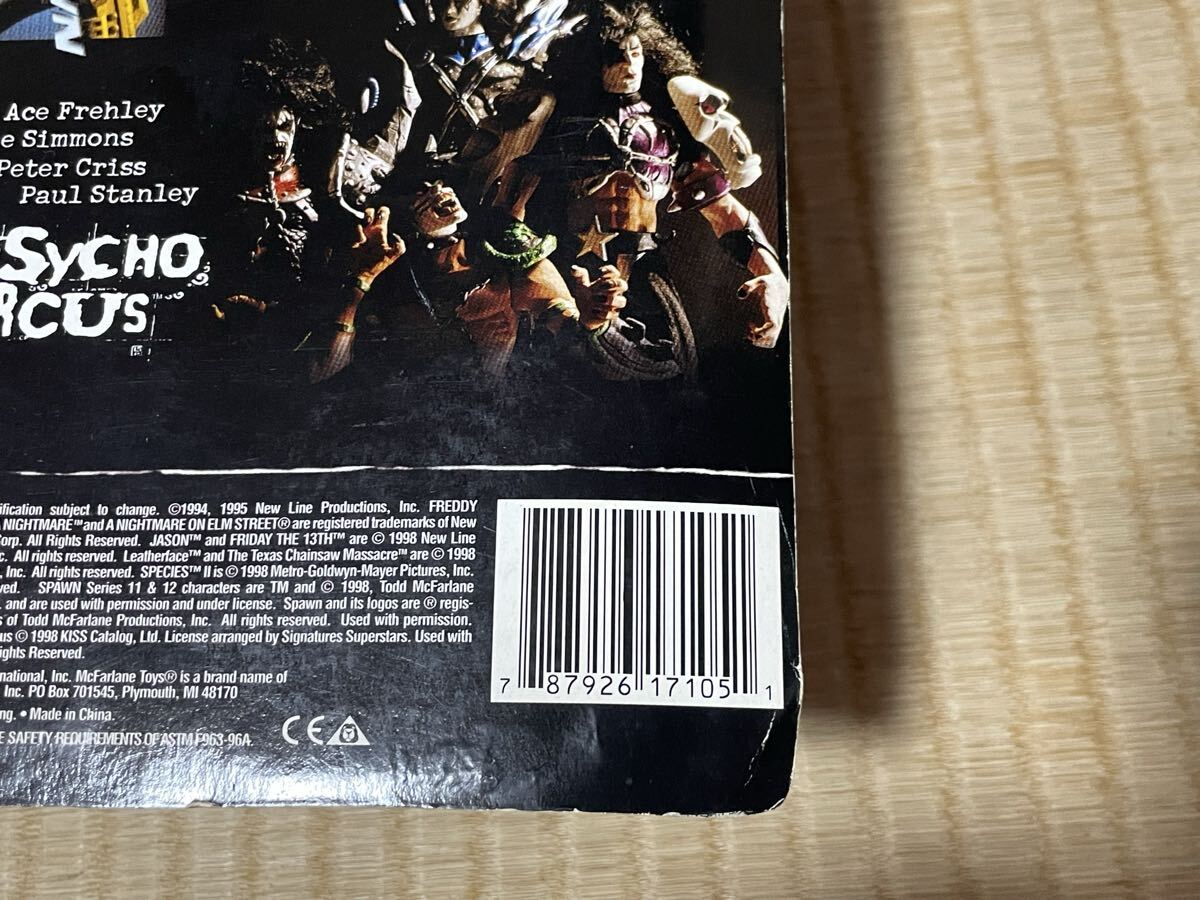 Ace Frehley
e Simmons
Peter Criss
Paul Stanley
SyCHO
RCUS
ification subject to change. ©1994, 1995 New Line Productions, Inc. FREDDY
NIGHTMARE™ and A NIGHTMARE ON ELM STREET® are registered trademarks of New
Corp. All Rights Reserved. JASON™ and FRIDAY THE 13TH™ are © 1998 New Line
c. All rights reserved. Leatherface™ and The Texas Chainsaw Massacre™ are © 1998
, Inc. All rights reserved. SPECIES™ II is © 1998 Metro-Goldwyn-Mayer Pictures, Inc.
ved. SPAWN Series 11 & 12 characters are TM and © 1998, Todd McFarlane
. and are used with permission and under license. Spawn and its logos are ® regis-
s of Todd McFarlane Productions, Inc. All rights reserved. Used with permission.
us © 1998 KISS Catalog, Ltd. License arranged by Signatures Superstars. Used with
ights Reserved.
national, Inc. McFarlane Toys® is a brand name of
Inc. PO Box 701545, Plymouth, MI 48170
ng. • Made in China.
E SAFETY REQUIREMENTS OF ASTM F963-96A.
CE
7 87926 17105 1